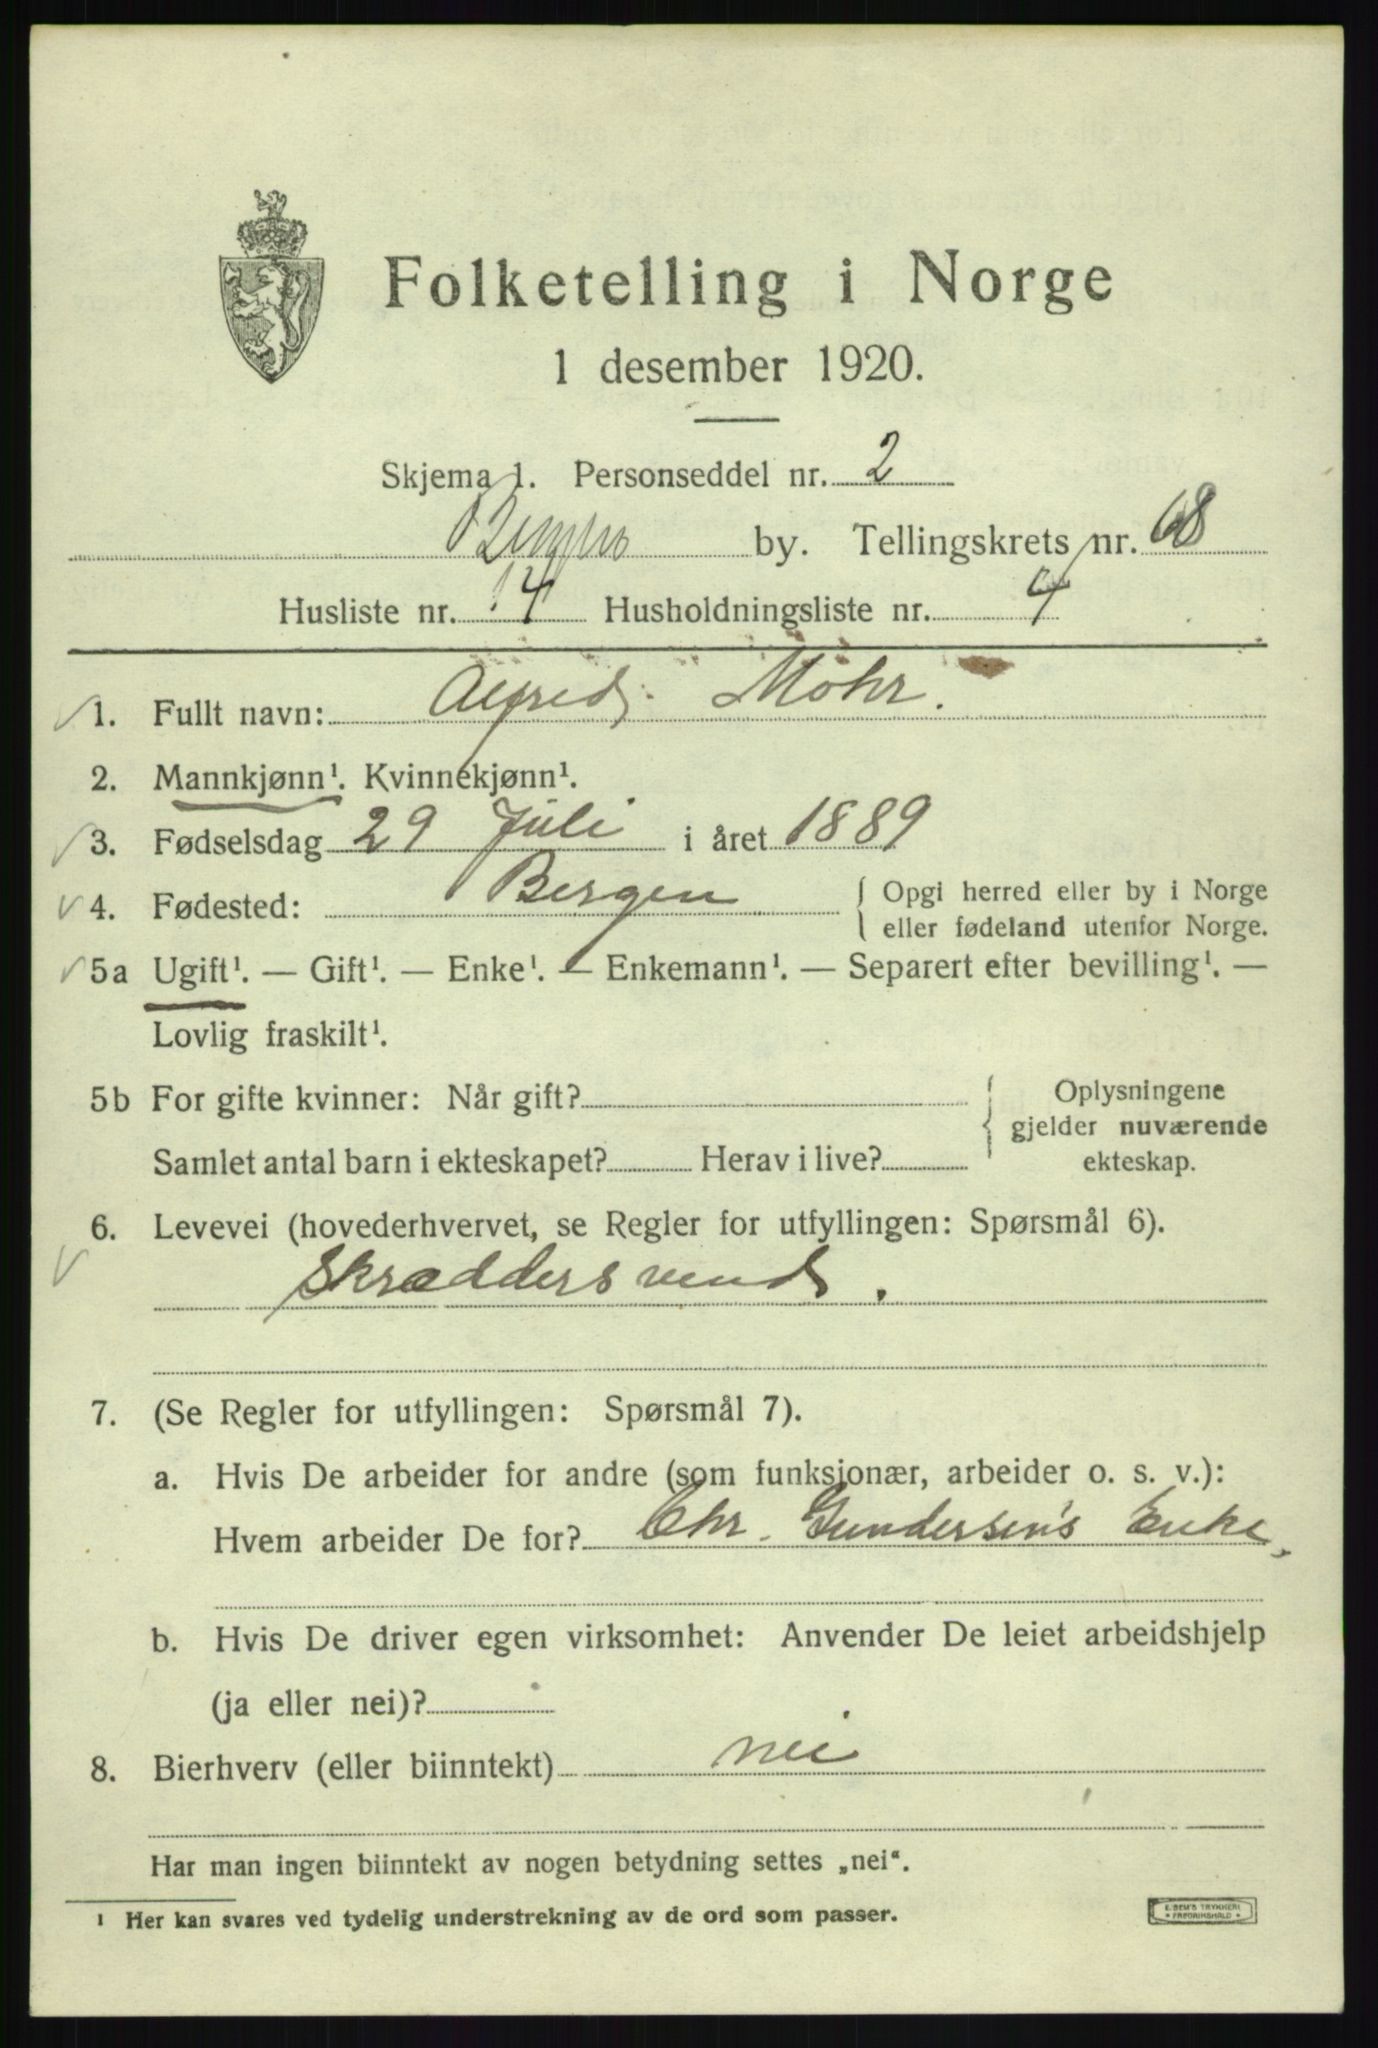 Folketelling i Norge
1 desember 1920.
Skjema 1. Personseddel nr. 2
Bergens by. Tellingskrets nr. 68
Husliste nr. 14 Husholdningsliste nr. 4
1. Fullt navn: Alfred Mohr.
2. Mannkjønn¹. Kvinnekjønn¹.
3. Fødselsdag 29 Juli i året 1889
4. Fødested: Bergen { Opgi herred eller by i Norge
eller fødeland utenfor Norge.
5a Ugift¹. — Gift¹. — Enke¹. — Enkemann¹. — Separert efter bevilling¹. —
Lovlig fraskilt¹.
5b For gifte kvinner: Når gift? { Oplysningene
gjelder nuværende
Samlet antal barn i ekteskapet? Herav i live? ekteskap.
6. Levevei (hovederhvervet, se Regler for utfyllingen: Spørsmål 6).
Skræddersvend.
7. (Se Regler for utfyllingen: Spørsmål 7).
a. Hvis De arbeider for andre (som funksjonær, arbeider o. s. v.):
Hvem arbeider De for? Chr. Gundersen's Enke,
b. Hvis De driver egen virksomhet: Anvender De leiet arbeidshjelp
(ja eller nei)?
8. Bierhverv (eller biinntekt) nei
Har man ingen biinntekt av nogen betydning settes „nei“.
¹ Her kan svares ved tydelig understrekning av de ord som passer.
E. SEM'S TRYKKERI
FREDRIKSHALD